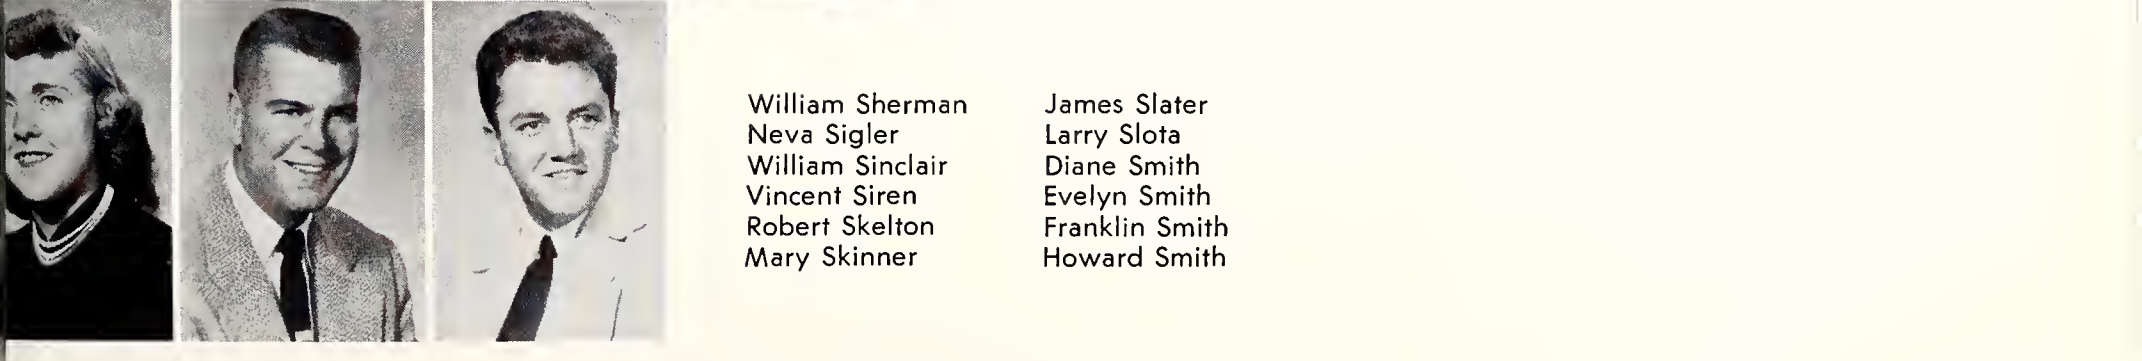 William Sherman
Neva Sigler
William Sinclair
Vincent Siren
Robert Skelton
Mary Skinner
James Slater
Larry Slota
Diane Smith
Evelyn Smith
Franklin Smith
Howard Smith